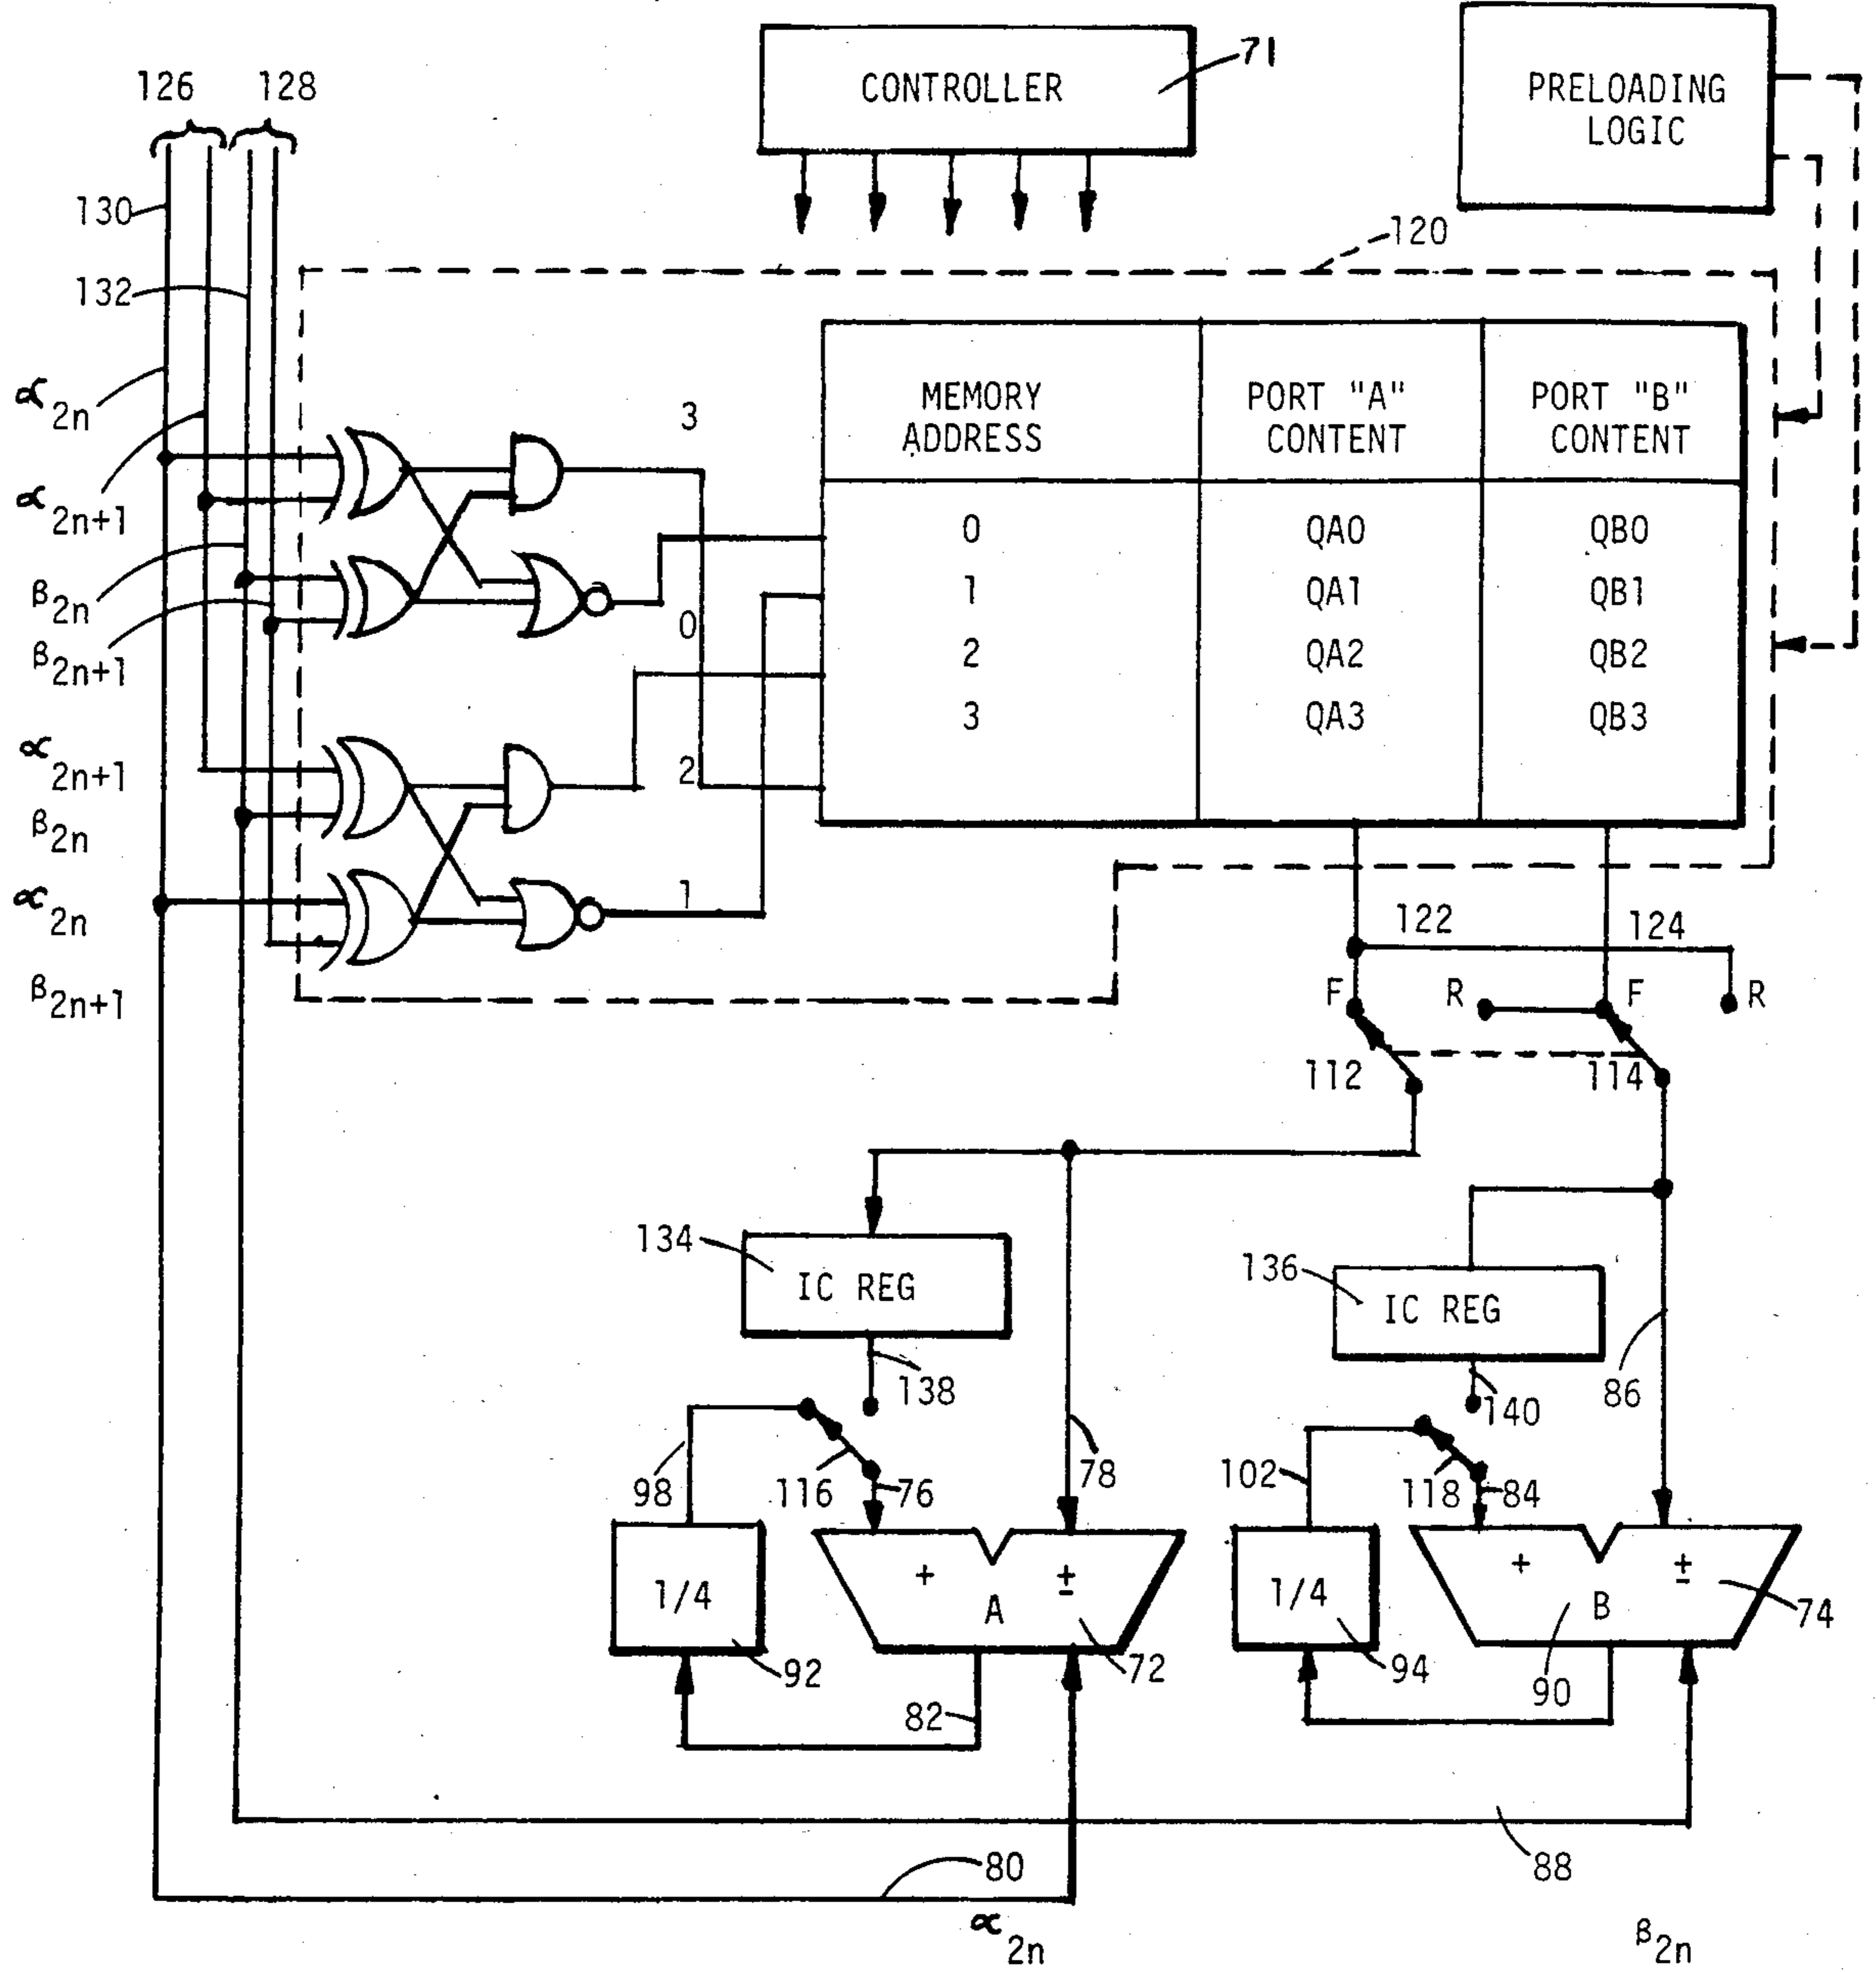 CONTROLLER
71
PRELOADING
LOGIC
126
128
130
120
132
α2n
α2n+1
β2n
β2n+1
3
0
MEMORY
ADDRESS
PORT "A"
CONTENT
PORT "B"
CONTENT
0 QA0 QB0
1 QA1 QB1
2 QA2 QB2
3 QA3 QB3
α2n+1
β2n
α2n
β2n+1
2
1
122
124
F
R
F
R
112
114
134
IC REG
136
IC REG
138
140
86
98
116
76
78
102
118
84
1/4
92
+
±
A
72
1/4
94
+
±
B
74
90
82
80
88
α2n
β2n